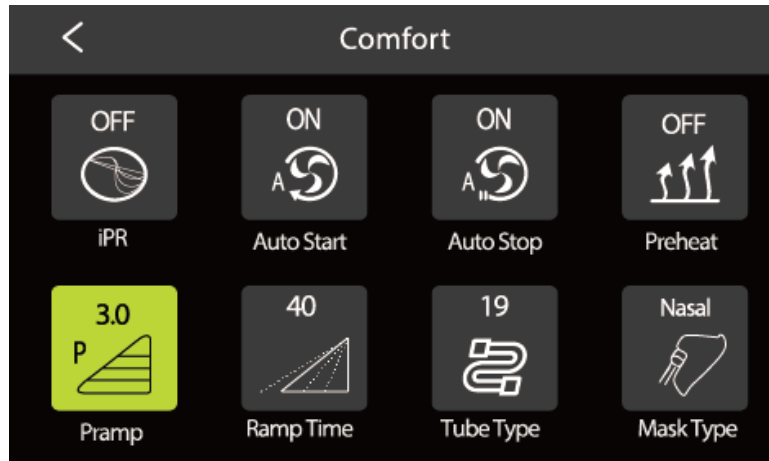 Comfort
OFF ON ON OFF
A A
iPR Auto Start Auto Stop Preheat
3.0 40 19 Nasal
P
Pramp Ramp Time Tube Type Mask Type